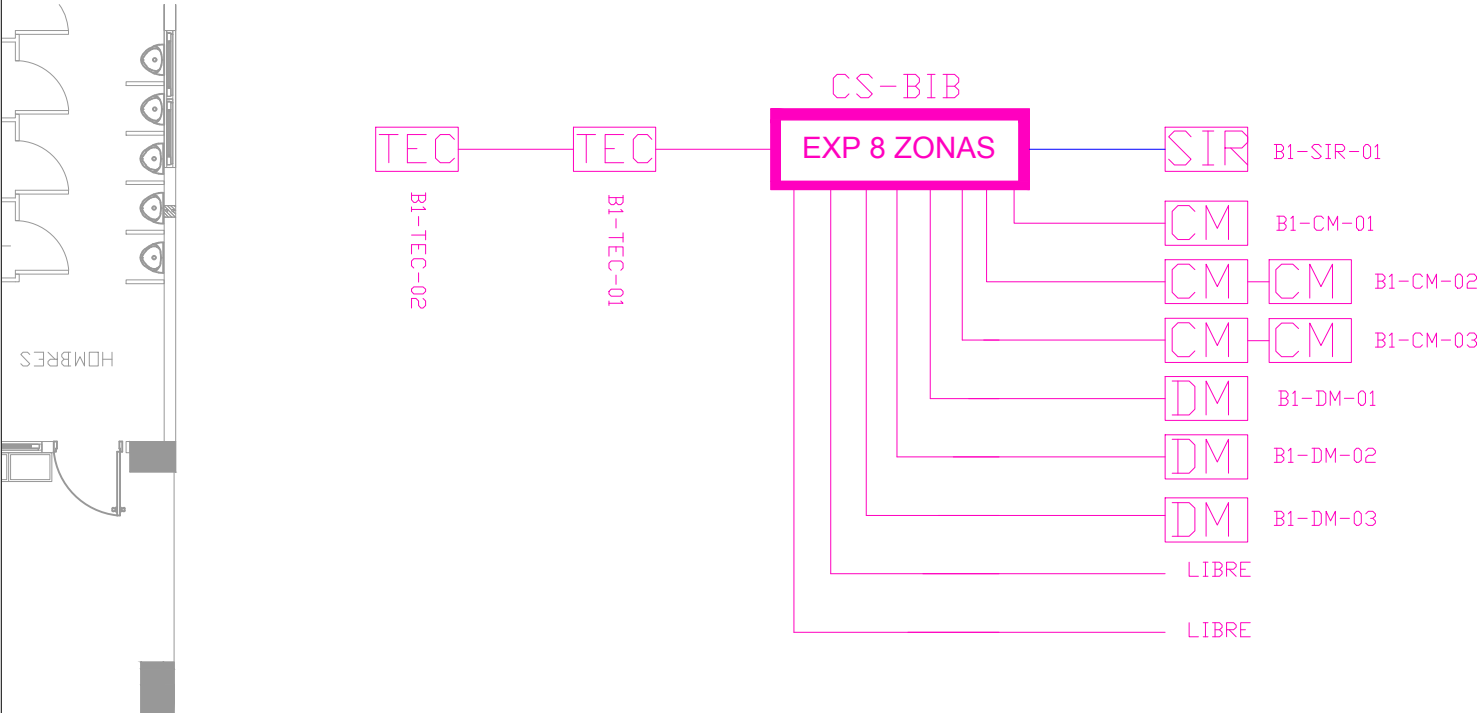 CS-BIB
TEC
TEC
EXP 8 ZONAS
SIR
B1-SIR-01
B1-TEC-02
B1-TEC-01
CM
B1-CM-01
CM
CM
B1-CM-02
CM
CM
B1-CM-03
HOMBRES
DM
B1-DM-01
DM
B1-DM-02
DM
B1-DM-03
LIBRE
LIBRE